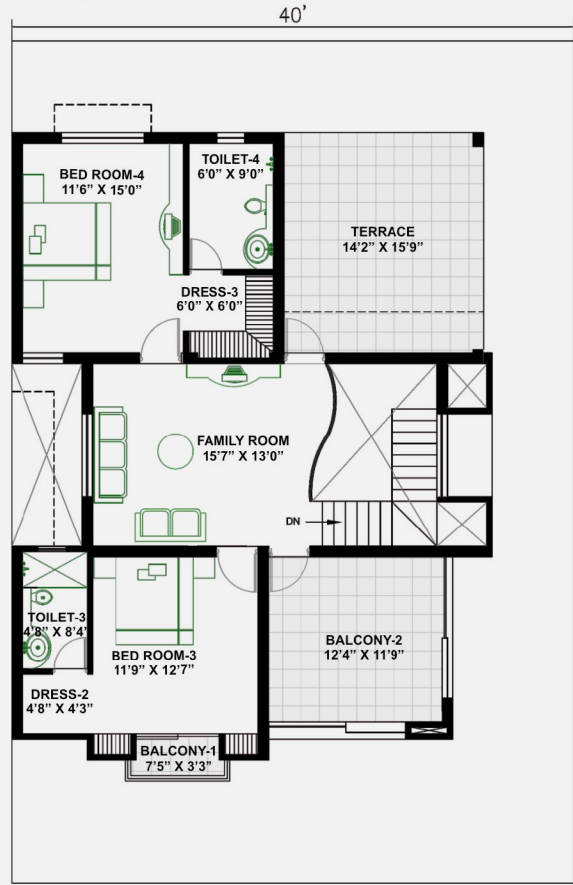 40'
BED ROOM-4
11'6” X 15'0”
TOILET-4
6'0” X 9'0”
TERRACE
14'2” X 15'9”
DRESS-3
6'0” X 6'0”
FAMILY ROOM
15'7” X 13'0”
DN
TOILET-3
4'8” X 8'4'
BED ROOM-3
11'9” X 12'7”
BALCONY-2
12'4” X 11'9”
DRESS-2
4'8” X 4'3”
BALCONY-1
7'5” X 3'3”